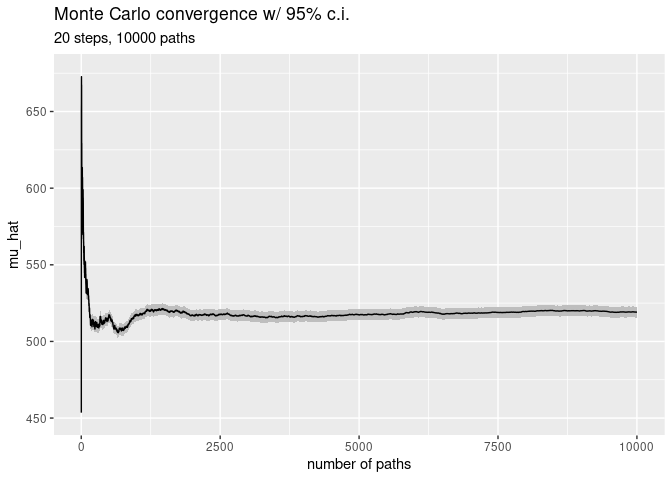 Monte Carlo convergence w/ 95% c.i.
20 steps, 10000 paths
650
600
550
500
450
mu_hat
0 2500 5000 7500 10000
number of paths